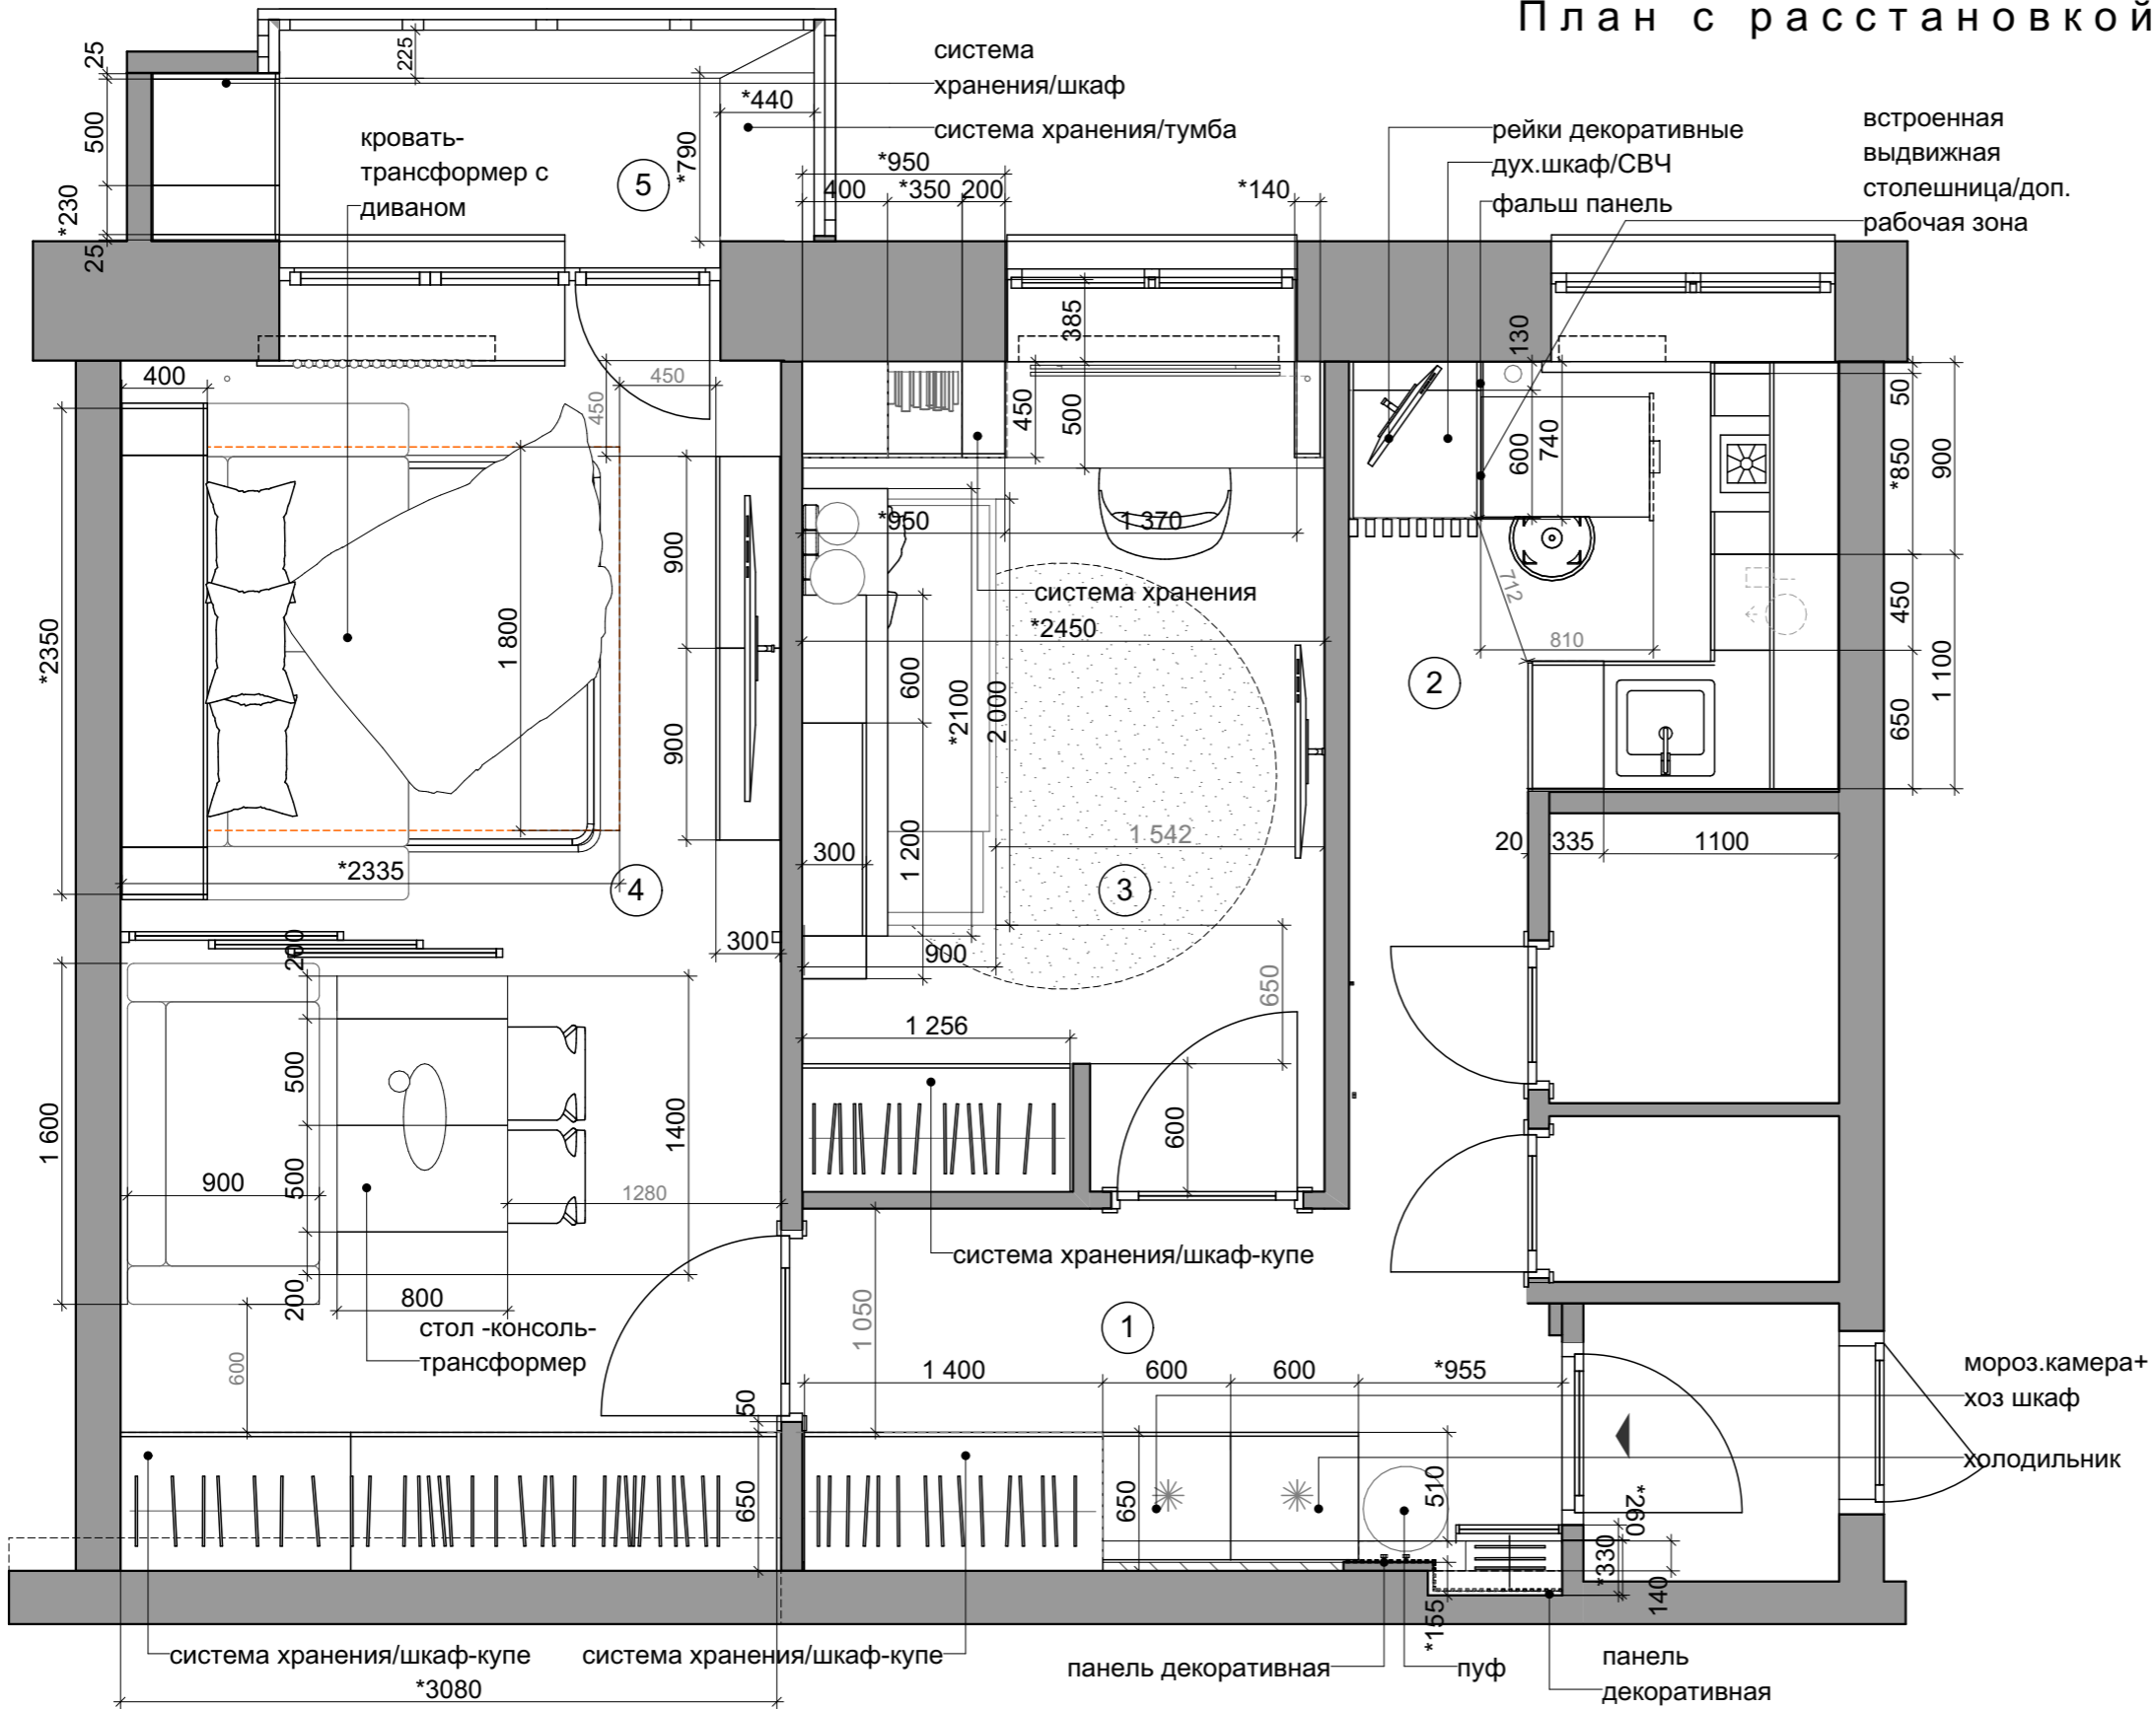 План с расстановкой
система
хранения/шкаф
система хранения/тумба
кровать-
трансформер с
диваном
рейки декоративные
дух.шкаф/СВЧ
фальш панель
встроенная
выдвижная
столешница/доп.
рабочая зона
25
500
*230
25
225
*440
*790
5
*950
400
*350
200
*140
385
130
400
450
450
450
500
600
740
50
*850
900
*950
1 370
900
712
система хранения
*2450
*2350
1 800
600
810
450
1 100
2
*2100
2 000
900
650
1 542
300
1 200
20
335
1100
*2335
4
3
300
900
200
650
1 256
500
1400
1 600
600
900
500
1280
система хранения/шкаф-купе
200
800
1 050
стол -консоль-
трансформер
1
600
50
1 400
600
600
*955
мороз.камера+
хоз шкаф
холодильник
650
650
510
*260
*330
140
*155
система хранения/шкаф-купе
система хранения/шкаф-купе
панель декоративная
пуф
панель
декоративная
*3080